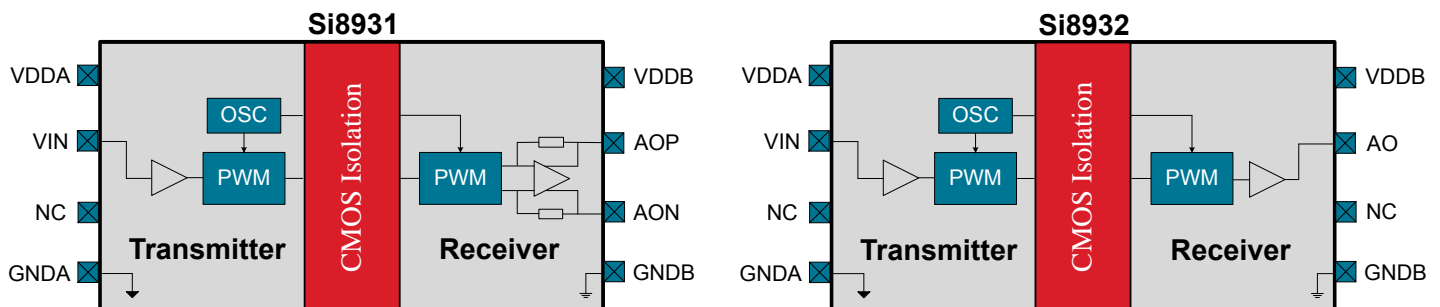 Si8931
VDDA
VIN
NC
GNDA
OSC
PWM
Transmitter
CMOS Isolation
PWM
Receiver
VDDB
AOP
AON
GNDB
Si8932
VDDA
VIN
NC
GNDA
OSC
PWM
Transmitter
CMOS Isolation
PWM
Receiver
VDDB
AO
NC
GNDB